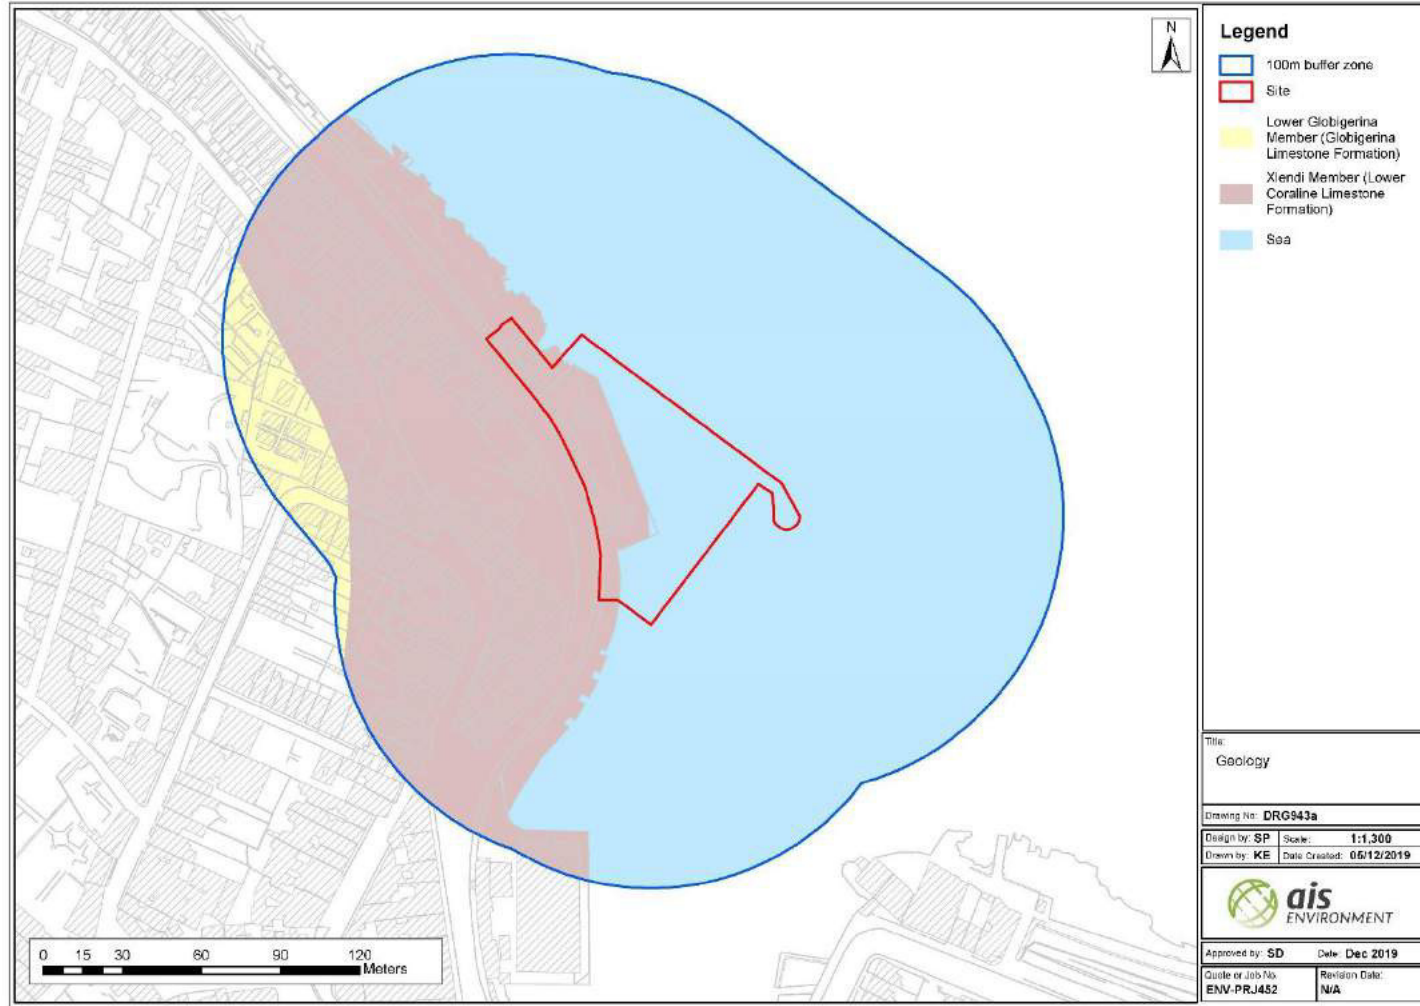 N
Legend
100m buffer zone
Site
Lower Globigerina
Member (Globigerina
Limestone Formation)
Xlendi Member (Lower
Coraline Limestone
Formation)
Sea
Title:
Geology
Drawing No: DRG943a
Design by: SP Scale: 1:1,300
Drawn by: KE Date Created: 05/12/2019
ais
ENVIRONMENT
Approved by: SD Date: Dec 2019
Quote or Job No. Revision Date:
ENV-PRJ452 N/A
0 15 30 60 90 120
Meters